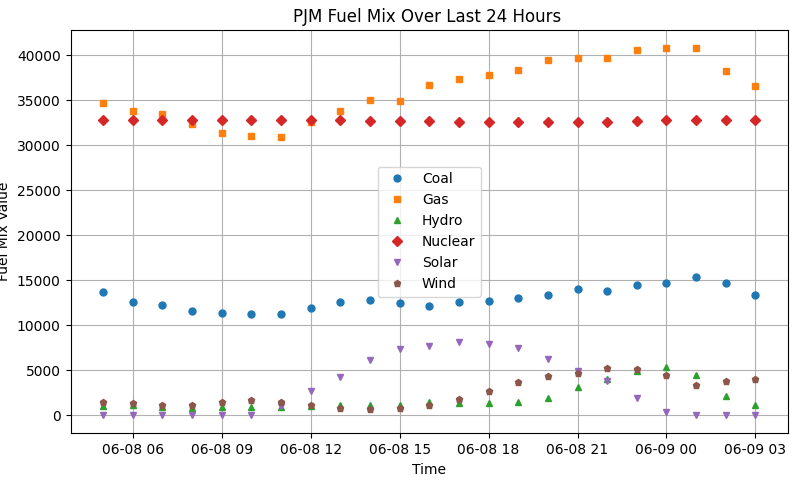 PJM Fuel Mix Over Last 24 Hours
Fuel Mix Value
40000
35000
30000
25000
20000
15000
10000
5000
0
Coal
Gas
Hydro
Nuclear
Solar
Wind
06-08 06 06-08 09 06-08 12 06-08 15 06-08 18 06-08 21 06-09 00 06-09 03
Time